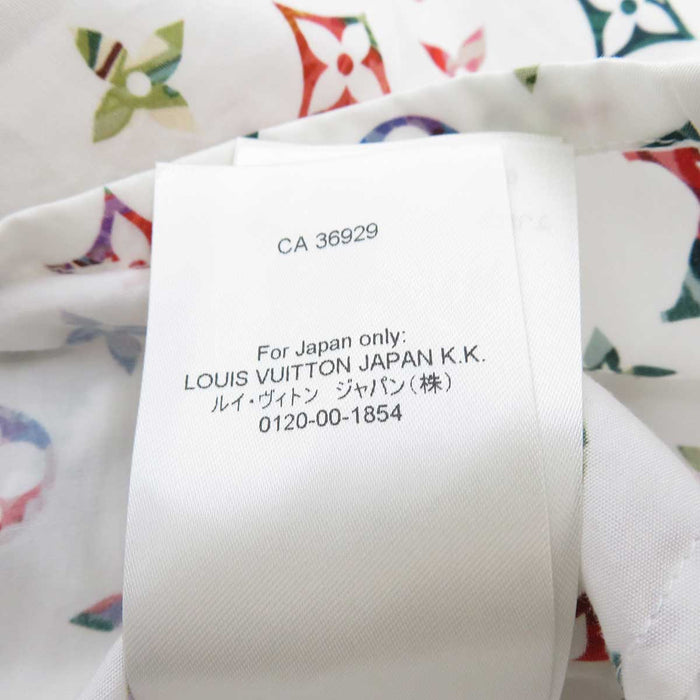 CA 36929
For Japan only:
LOUIS VUITTON JAPAN K.K.
ルイ・ヴィトン ジャパン(株)
0120-00-1854